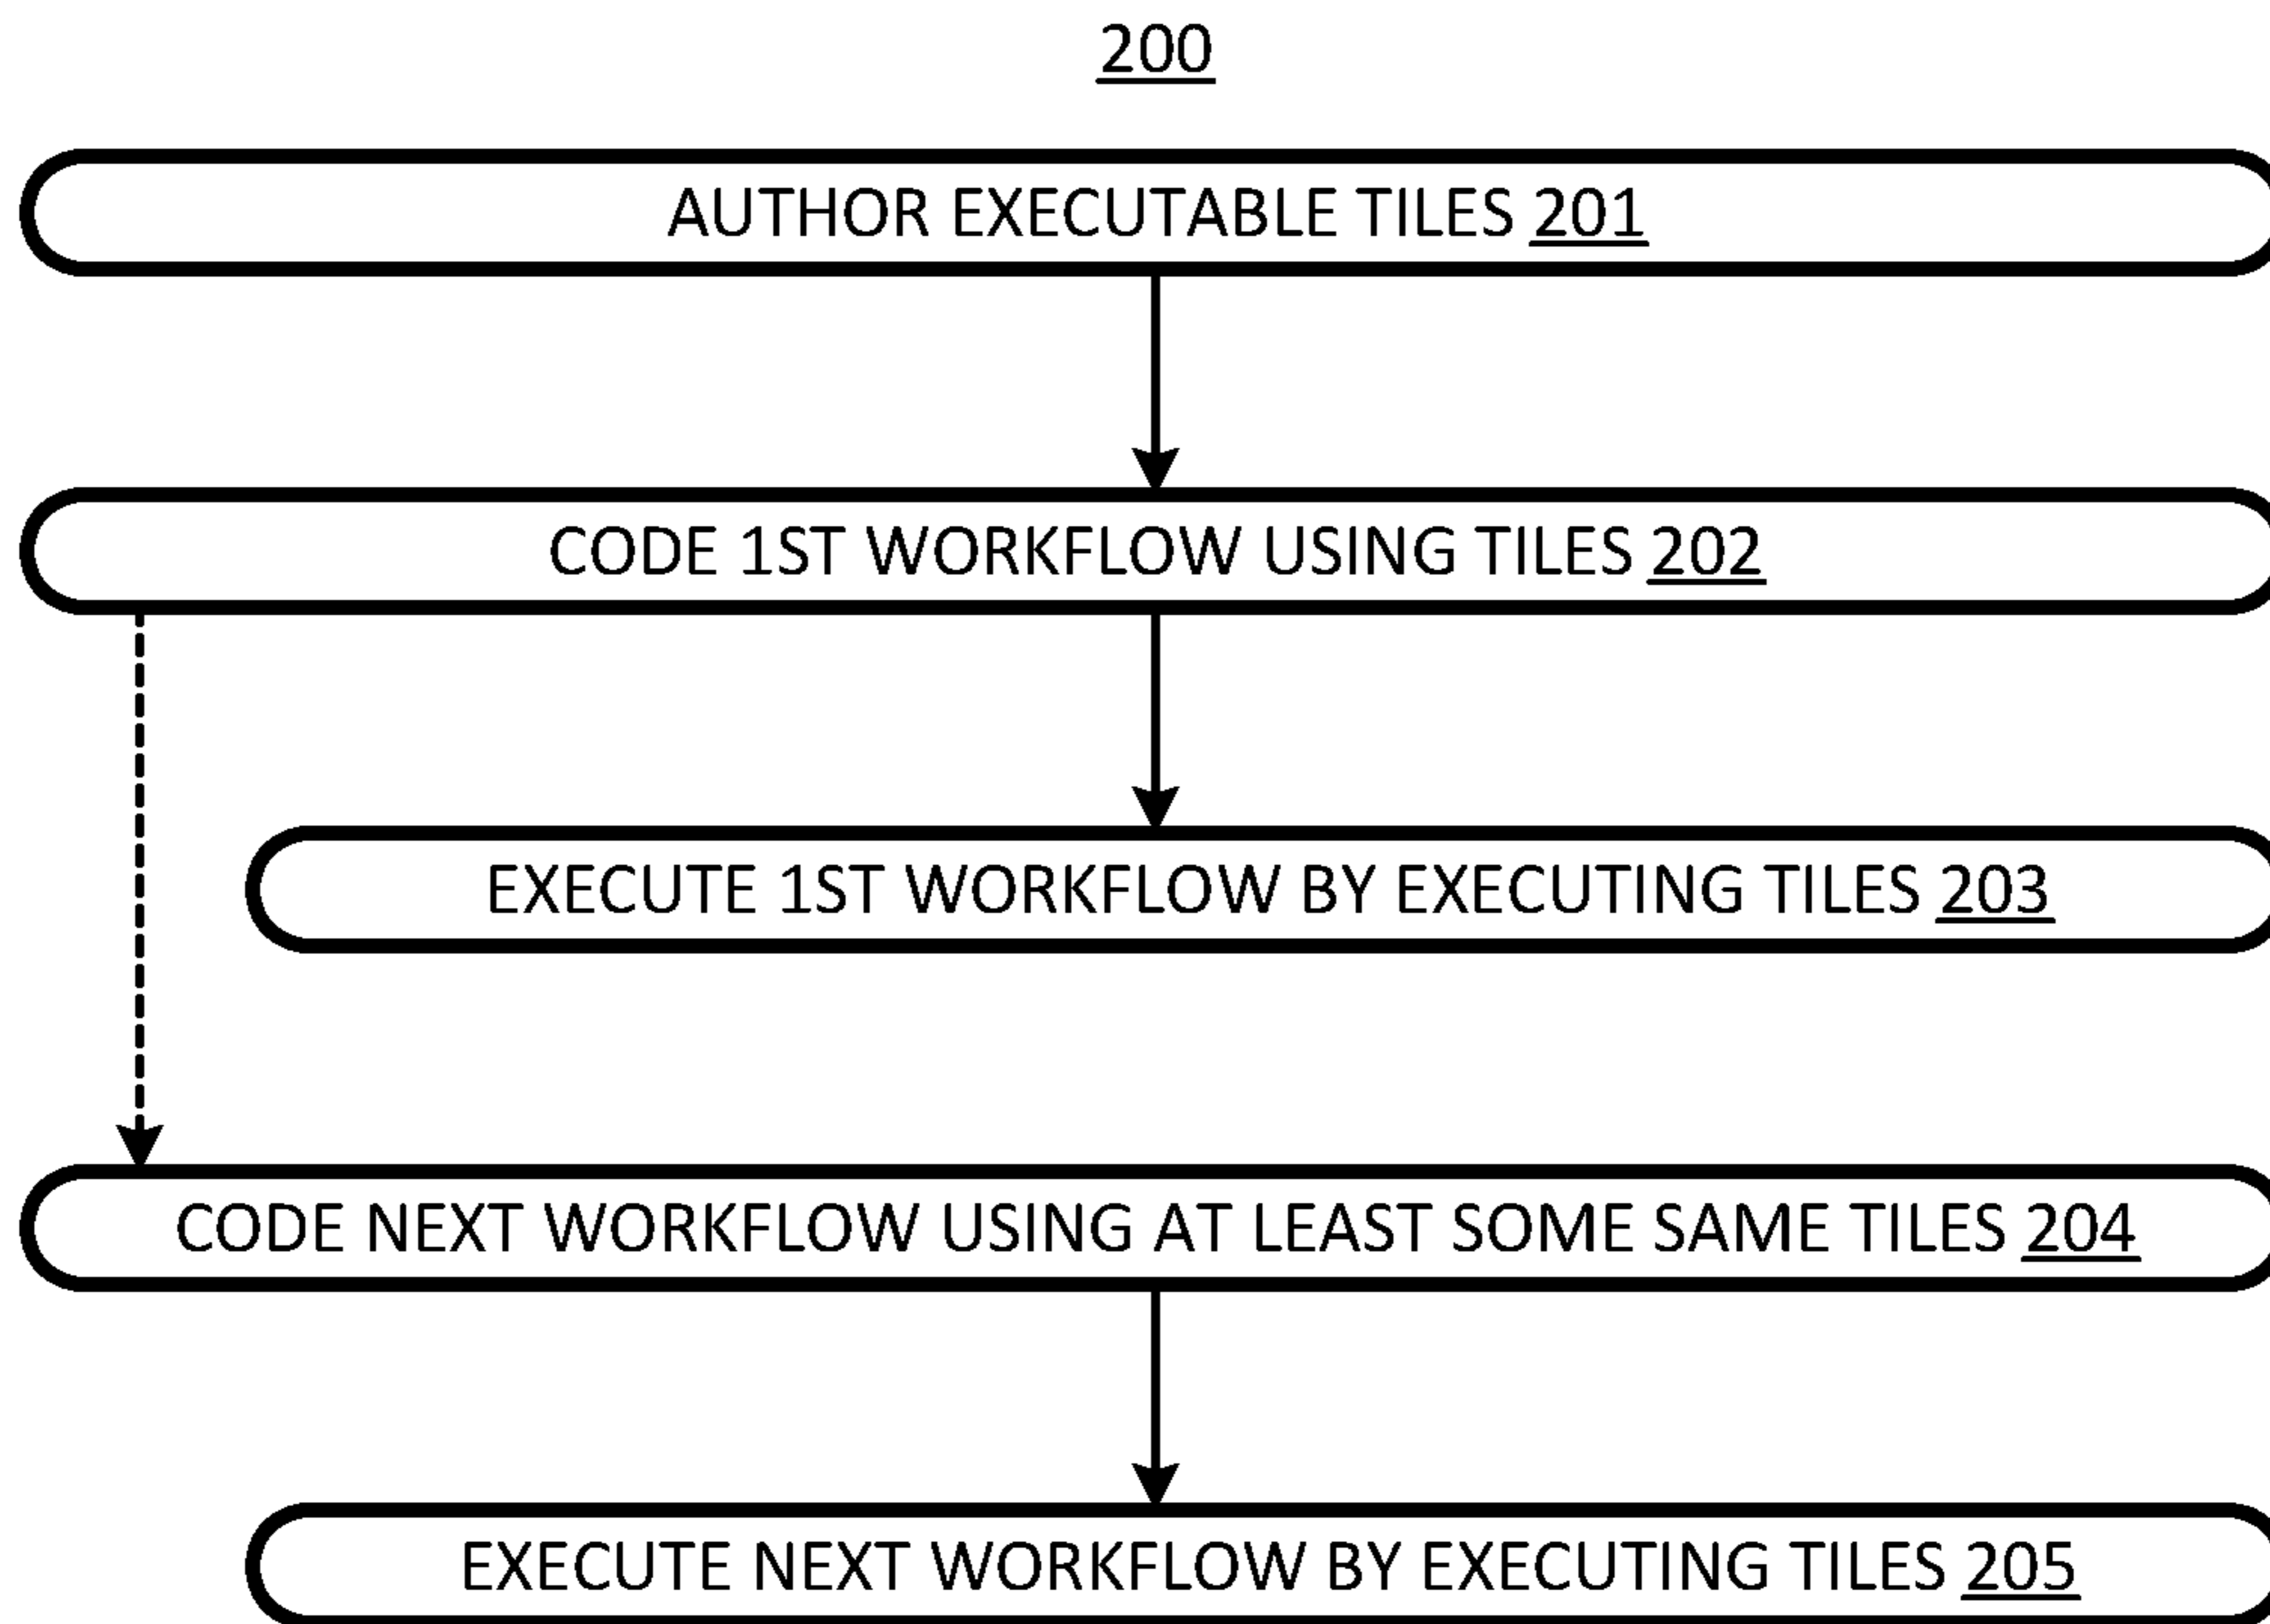 200
AUTHOR EXECUTABLE TILES 201
CODE 1ST WORKFLOW USING TILES 202
EXECUTE 1ST WORKFLOW BY EXECUTING TILES 203
CODE NEXT WORKFLOW USING AT LEAST SOME SAME TILES 204
EXECUTE NEXT WORKFLOW BY EXECUTING TILES 205